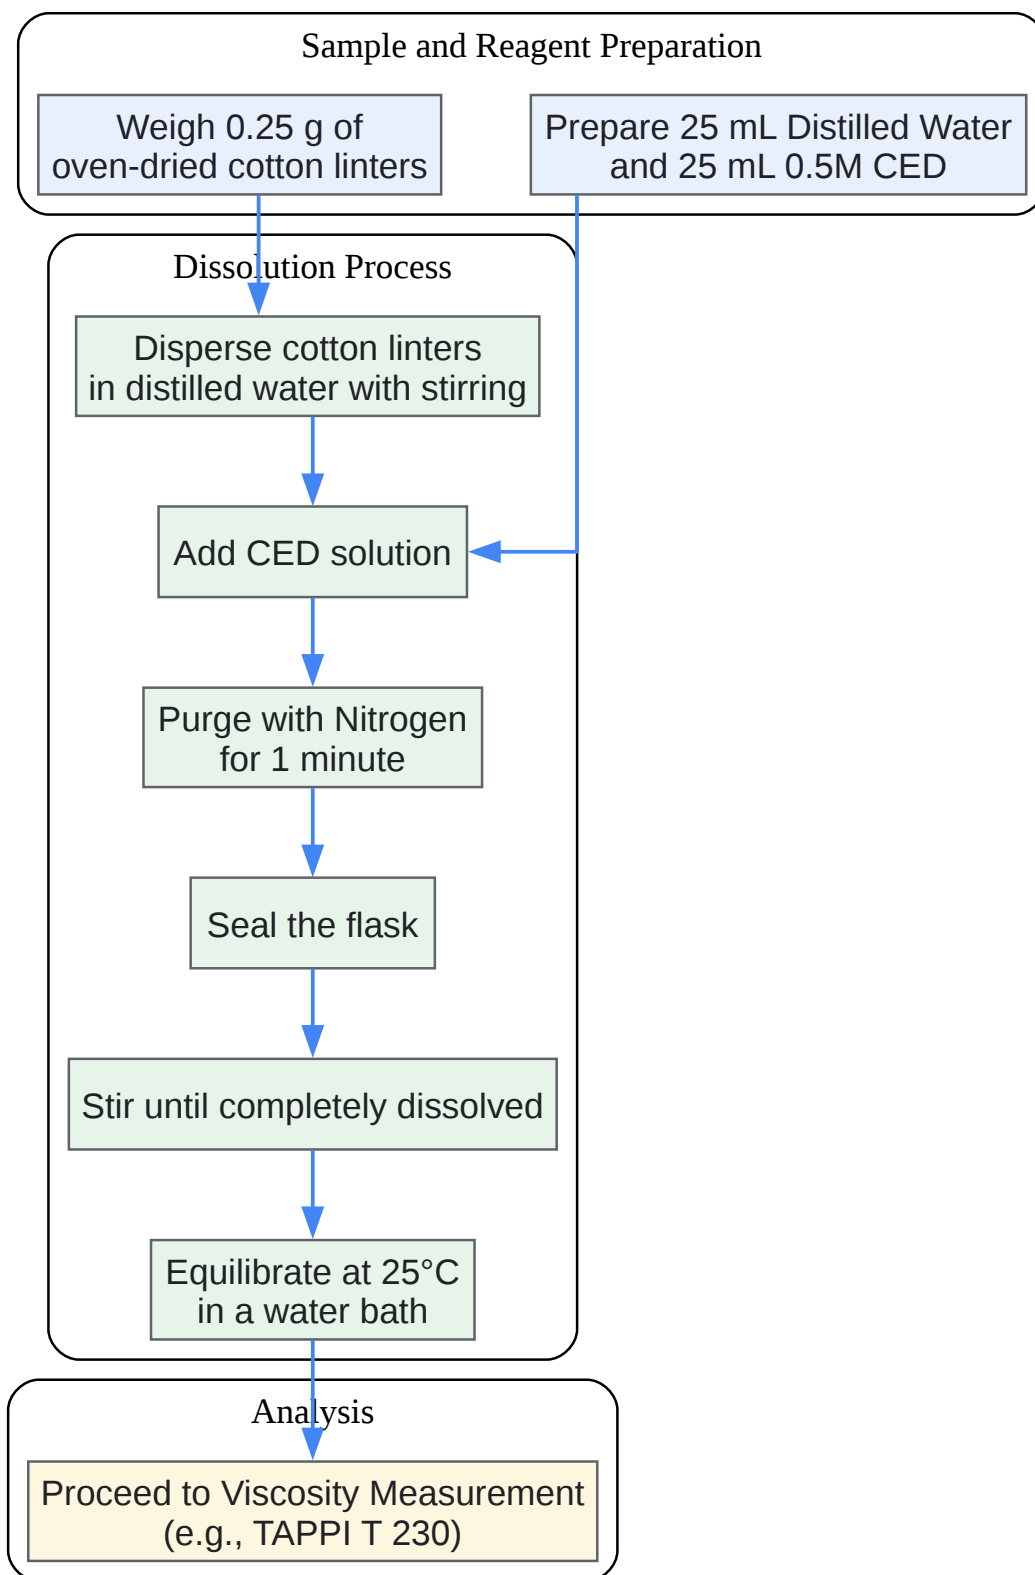 Sample and Reagent Preparation
Weigh 0.25 g of
oven-dried cotton linters
Prepare 25 mL Distilled Water
and 25 mL 0.5M CED
Dissolution Process
Disperse cotton linters
in distilled water with stirring
Add CED solution
Purge with Nitrogen
for 1 minute
Seal the flask
Stir until completely dissolved
Equilibrate at 25°C
in a water bath
Analysis
Proceed to Viscosity Measurement
(e.g., TAPPI T 230)